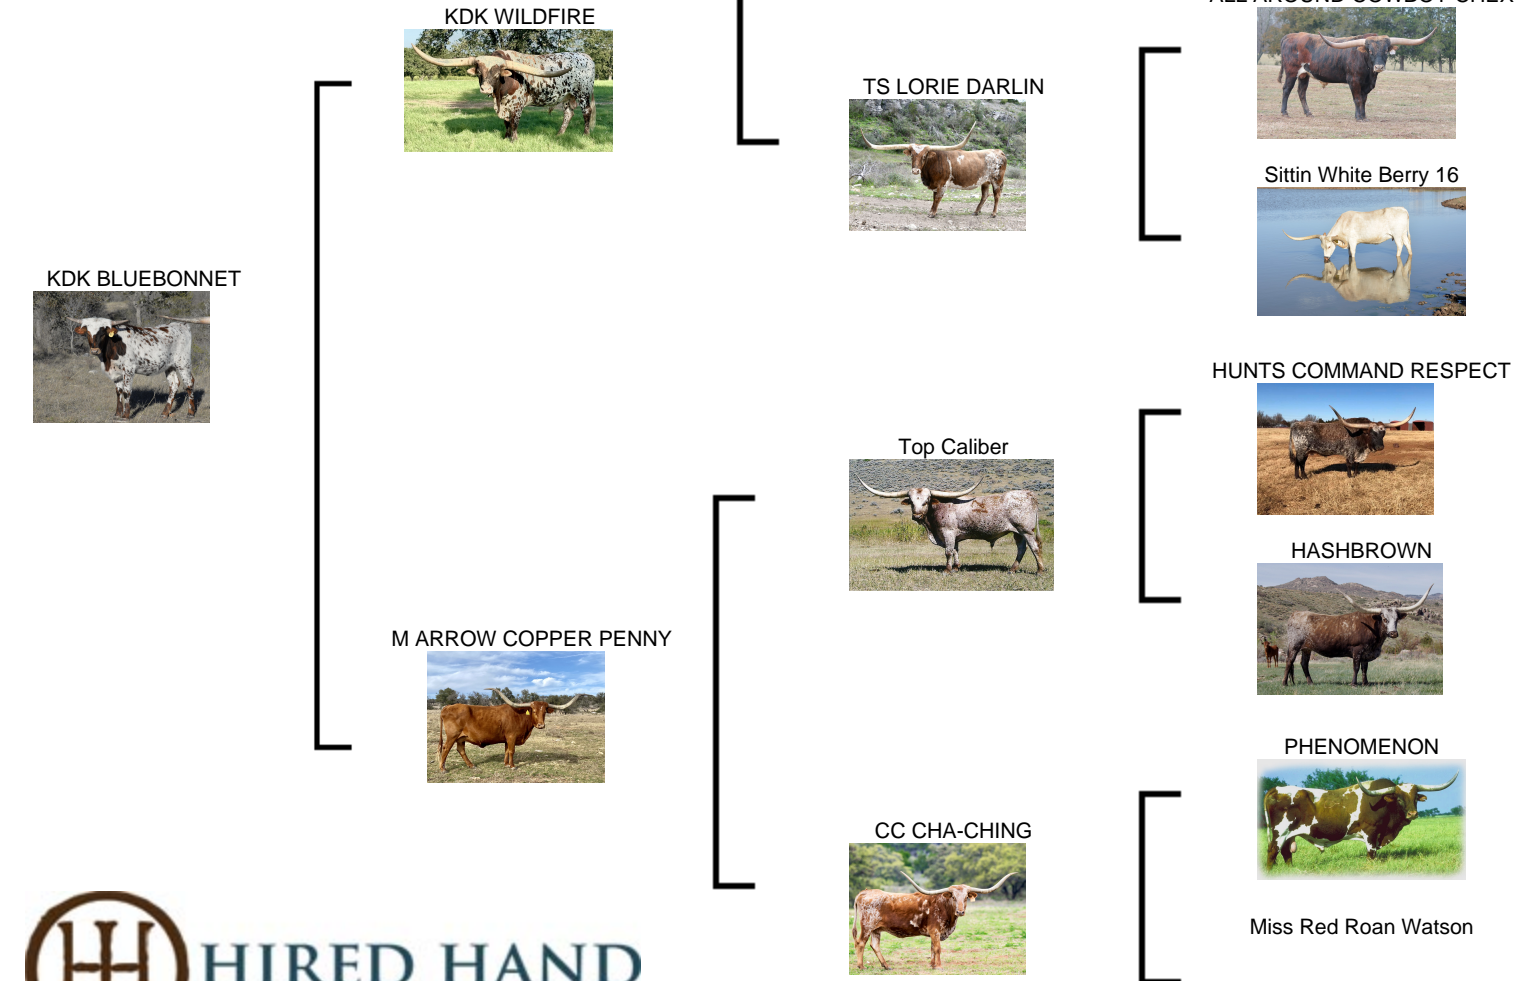 KDK WILDFIRE
TS LORIE DARLIN
Sittin White Berry 16
KDK BLUEBONNET
HUNTS COMMAND RESPECT
Top Caliber
HASHBROWN
M ARROW COPPER PENNY
PHENOMENON
CC CHA-CHING
Miss Red Roan Watson
HIRED HAND